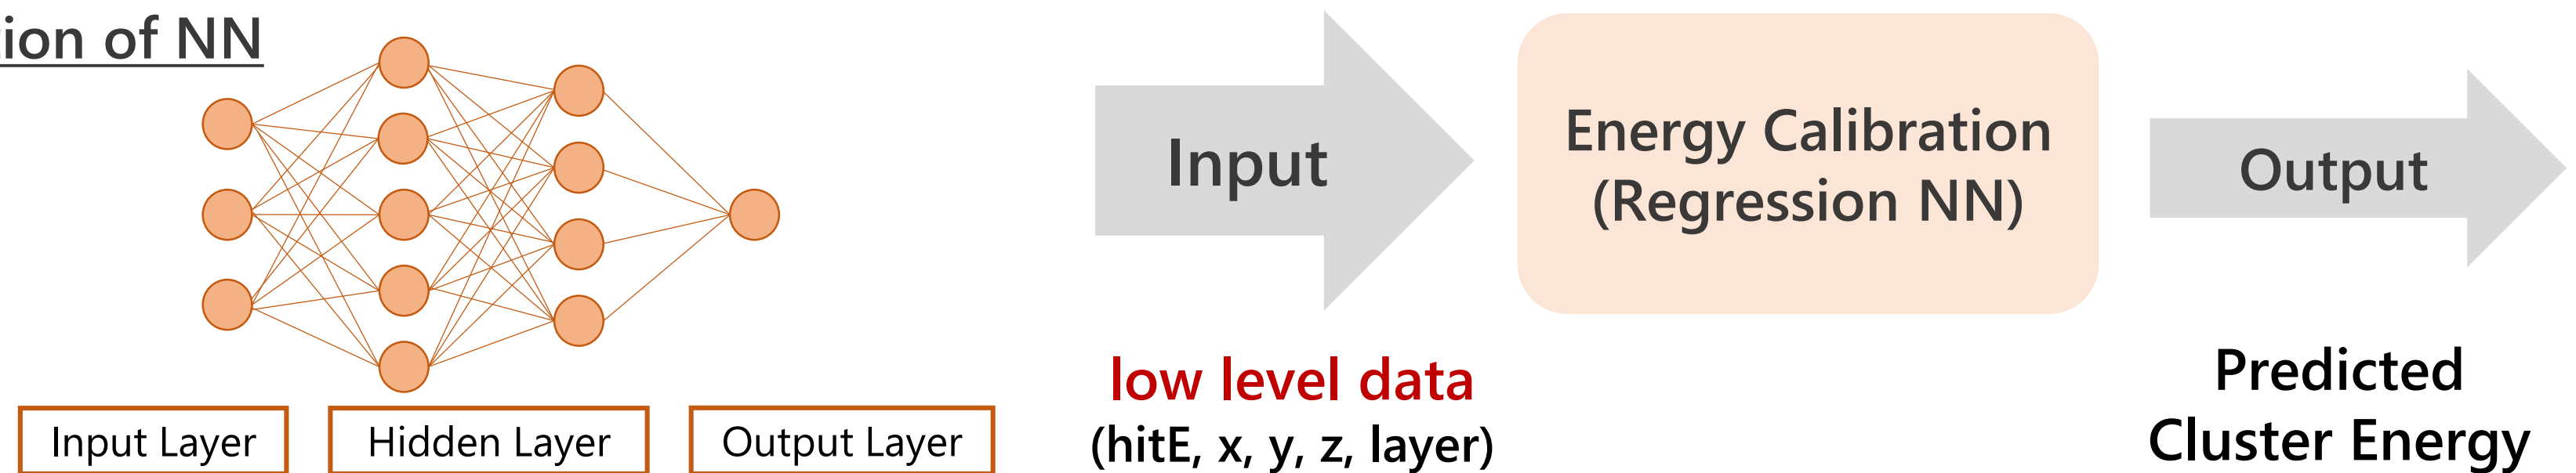 of NN
Input Layer
Hidden Layer
Output Layer
Input
low level data
(hitE, x, y, z, layer)
Energy Calibration
(Regression NN)
Output
Predicted
Cluster Energy